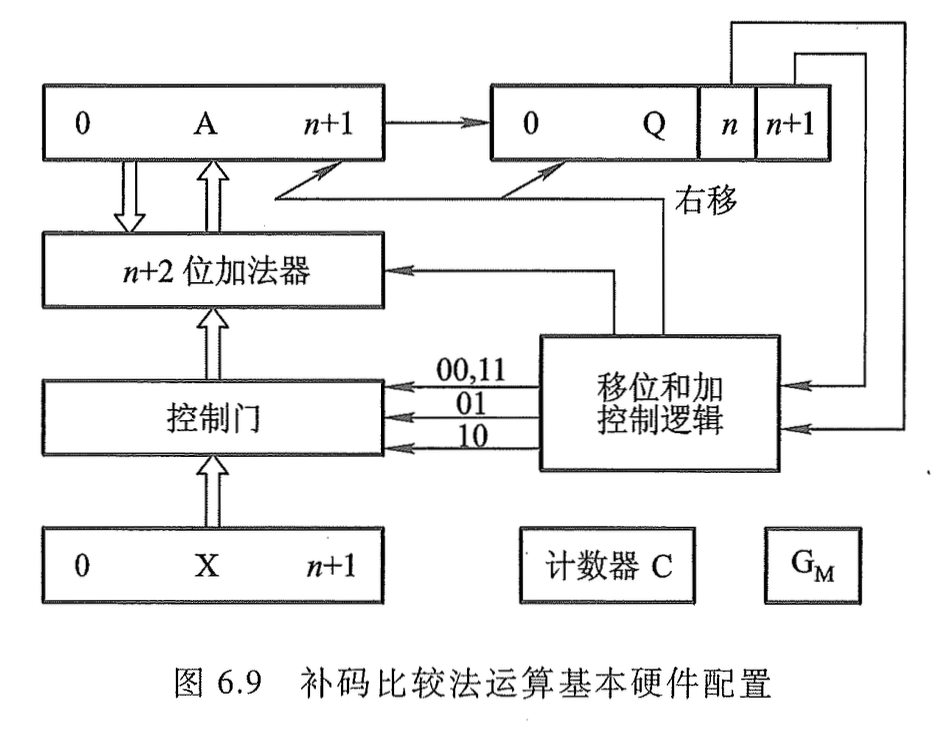 0 A n+1
0 Q n n+1
右移
n+2 位加法器
00,11
01
10
控制门
移位和加
控制逻辑
0 X n+1
计数器 C
G_M
图 6.9 补码比较法运算基本硬件配置